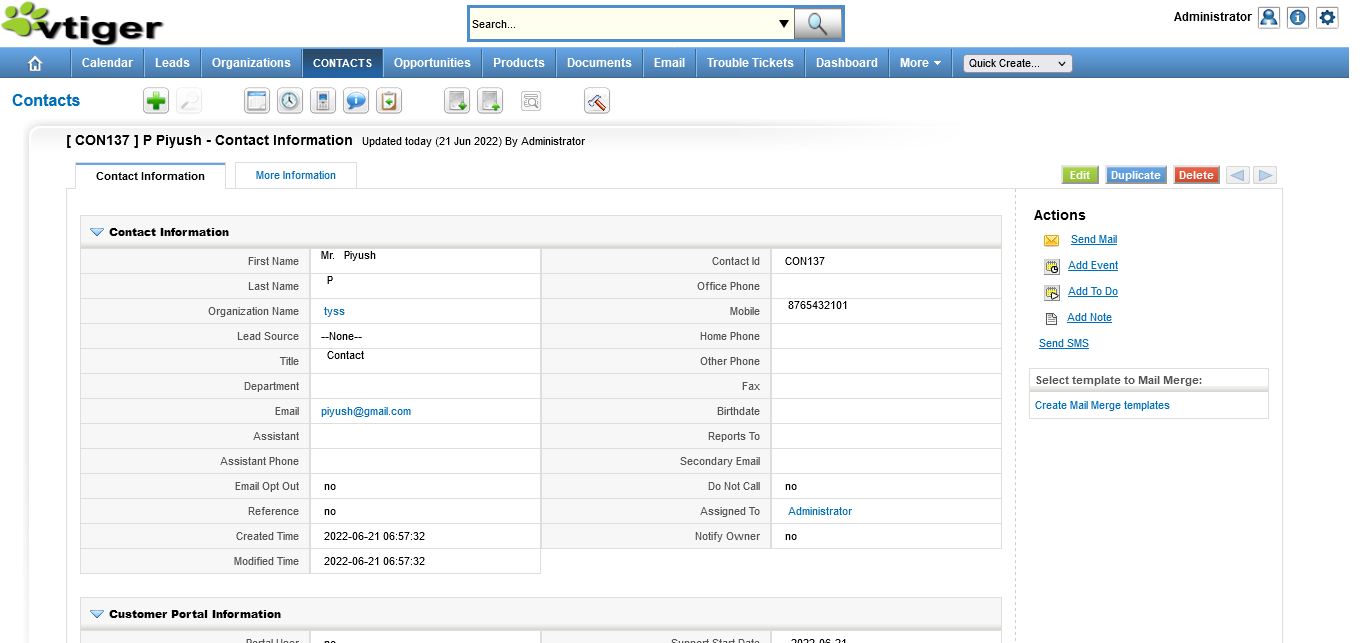 vtiger
Search...
Administrator
Calendar Leads Organizations CONTACTS Opportunities Products Documents Email Trouble Tickets Dashboard More Quick Create...
Contacts
[ CON137 ] P Piyush - Contact Information Updated today (21 Jun 2022) By Administrator
Contact Information More Information Edit Duplicate Delete
Contact Information
First Name Mr. Piyush Contact Id CON137
Last Name P Office Phone
Organization Name tyss Mobile 8765432101
Lead Source --None-- Home Phone
Title Contact Other Phone
Department Fax
Email piyush@gmail.com Birthdate
Assistant Reports To
Assistant Phone Secondary Email
Email Opt Out no Do Not Call no
Reference no Assigned To Administrator
Created Time 2022-06-21 06:57:32 Notify Owner no
Modified Time 2022-06-21 06:57:32
Customer Portal Information
Portal User no Support Start Date 2022-06-21
Actions
Send Mail
Add Event
Add To Do
Add Note
Send SMS
Select template to Mail Merge:
Create Mail Merge templates